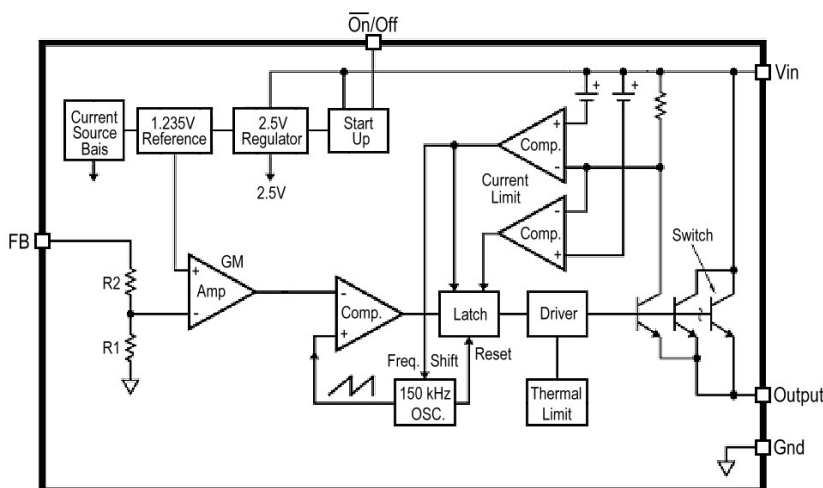 On/Off
Vin
Current
Source
Bais
1.235V
Reference
2.5V
Regulator
Start
Up
2.5V
+
+
+
Comp.
-
Current
Limit
-
Comp.
+
FB
R2
R1
GM
+
Amp
-
-
Comp.
+
Latch
Driver
Switch
Freq. Shift
Reset
150 kHz
OSC.
Thermal
Limit
Output
Gnd